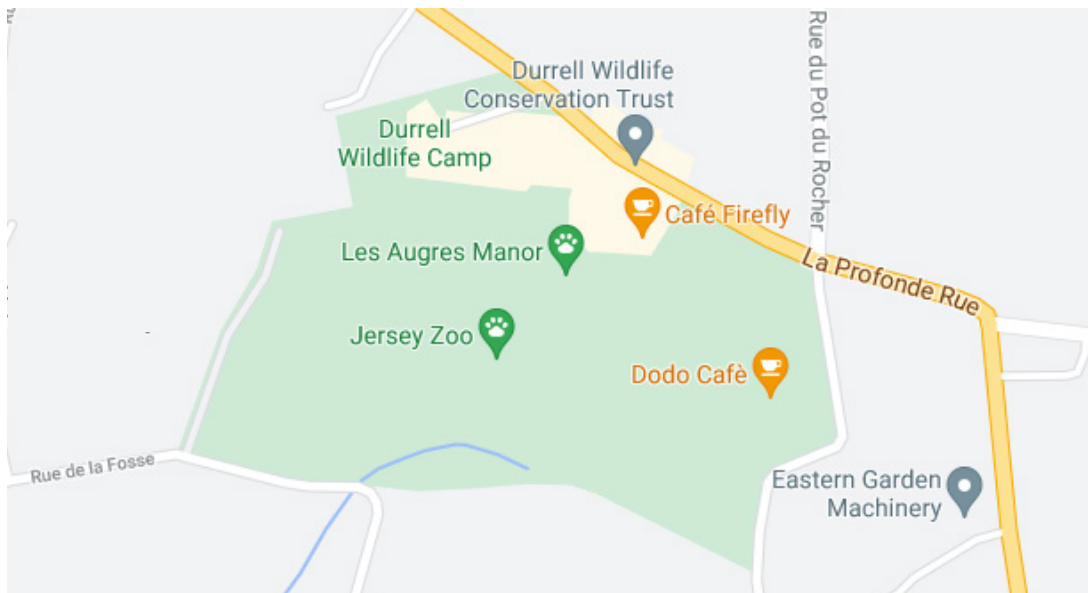 Rue du Pot du Rocher
Durrell Wildlife
Conservation Trust
Durrell
Wildlife Camp
Café Firefly
Les Augres Manor
La Profonde Rue
Jersey Zoo
Dodo Cafè
Rue de la Fosse
Eastern Garden
Machinery